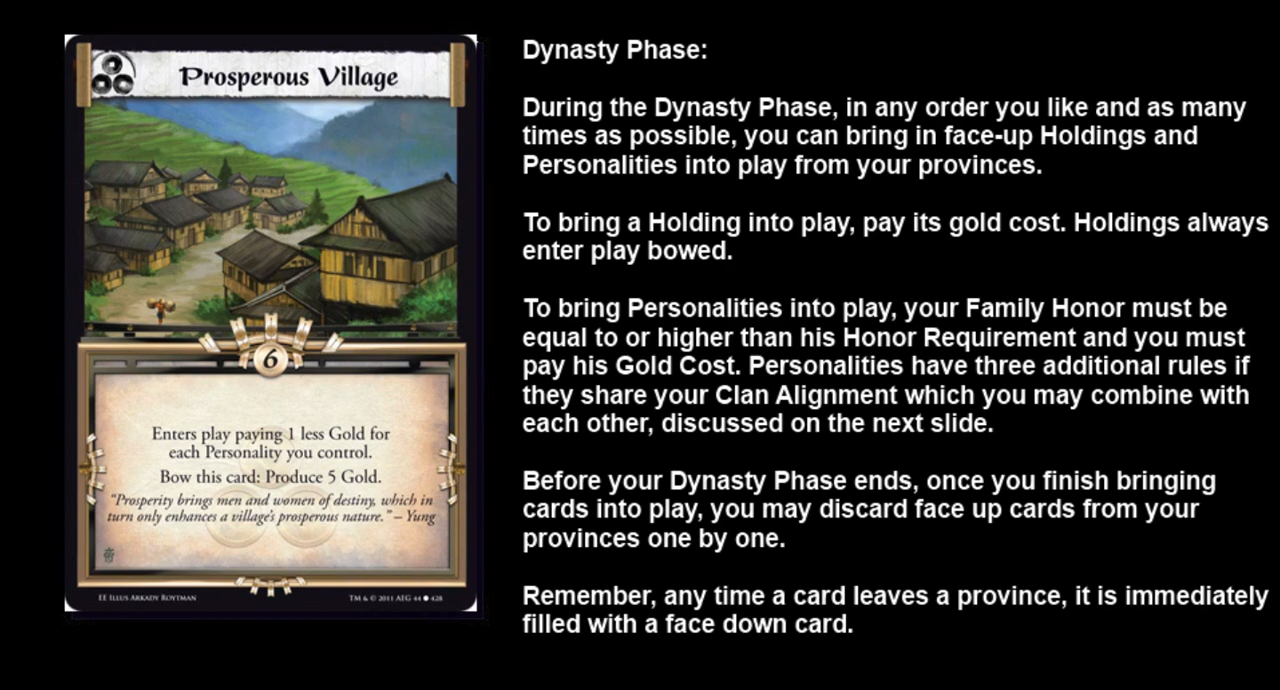 Prosperous Village
6
Enters play paying 1 less Gold for
each Personality you control.
Bow this card: Produce 5 Gold.
"Prosperity brings men and women of destiny, which in
turn only enhances a village's prosperous nature." – Yung
EE ILLUS ARKADY ROYTMAN
TM & © 2011 AEG 44 ● 428
Dynasty Phase:
During the Dynasty Phase, in any order you like and as many
times as possible, you can bring in face-up Holdings and
Personalities into play from your provinces.
To bring a Holding into play, pay its gold cost. Holdings always
enter play bowed.
To bring Personalities into play, your Family Honor must be
equal to or higher than his Honor Requirement and you must
pay his Gold Cost. Personalities have three additional rules if
they share your Clan Alignment which you may combine with
each other, discussed on the next slide.
Before your Dynasty Phase ends, once you finish bringing
cards into play, you may discard face up cards from your
provinces one by one.
Remember, any time a card leaves a province, it is immediately
filled with a face down card.